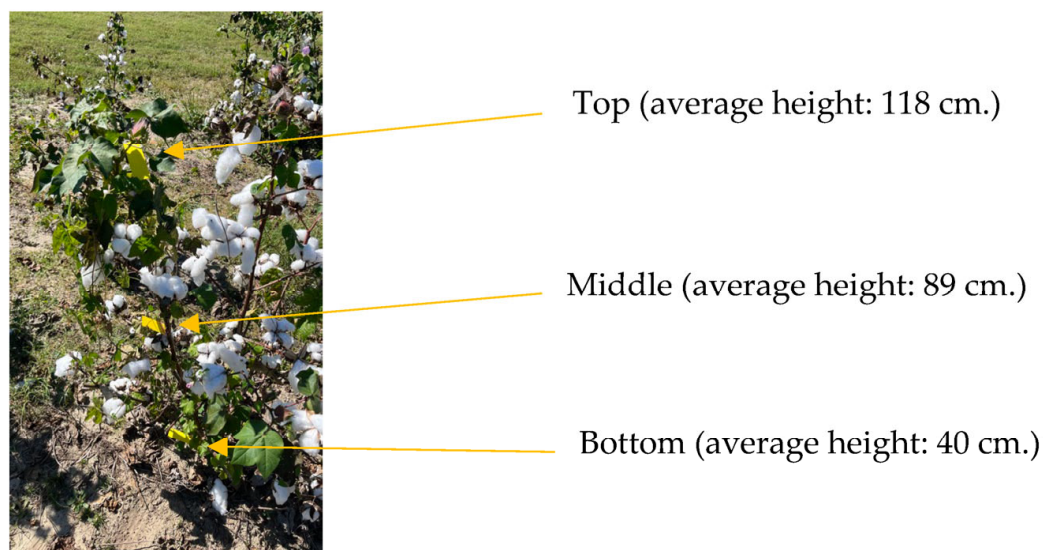 Top (average height: 118 cm.)
Middle (average height: 89 cm.)
Bottom (average height: 40 cm.)